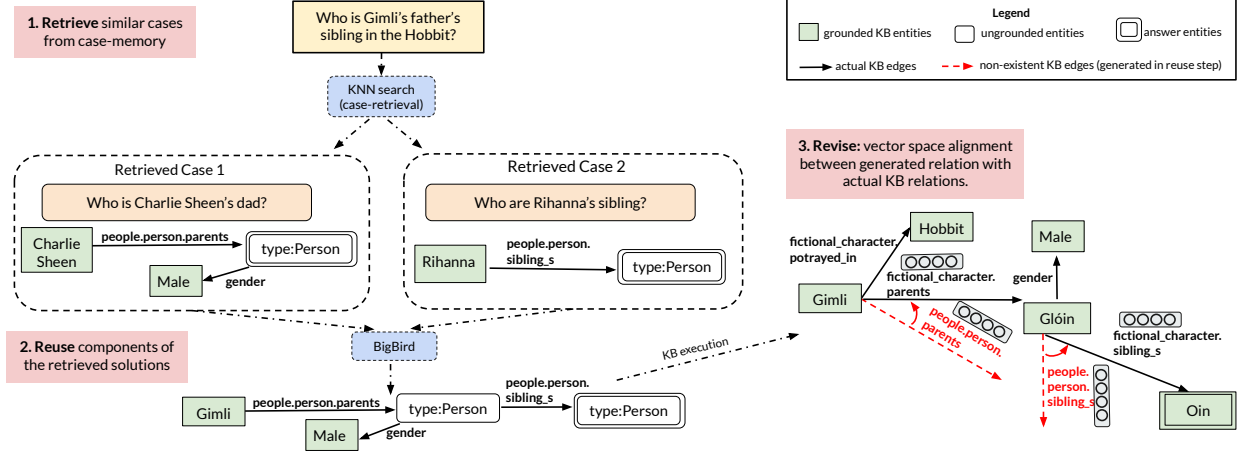 1. Retrieve similar cases
from case-memory
Who is Gimli's father's
sibling in the Hobbit?
KNN search
(case-retrieval)
Retrieved Case 1
Who is Charlie Sheen's dad?
Charlie
Sheen
people.person.parents
type:Person
Male
gender
Retrieved Case 2
Who are Rihanna's sibling?
Rihanna
people.person.
sibling_s
type:Person
2. Reuse components of
the retrieved solutions
BigBird
Gimli
people.person.parents
type:Person
people.person.
sibling_s
type:Person
Male
gender
KB execution
Legend
grounded KB entities
ungrounded entities
answer entities
actual KB edges
non-existent KB edges (generated in reuse step)
3. Revise: vector space alignment
between generated relation with
actual KB relations.
Hobbit
Male
fictional_character.
potrayed_in
gender
fictional_character.
parents
Gimli
Glóin
people.person.
parents
fictional_character.
sibling_s
people.
person.
sibling_s
Oin